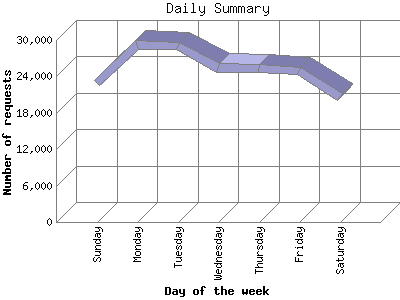 Daily Summary
Number of requests
30,000
24,000
18,000
12,000
6,000
0
Sunday
Monday
Tuesday
Wednesday
Thursday
Friday
Saturday
Day of the week